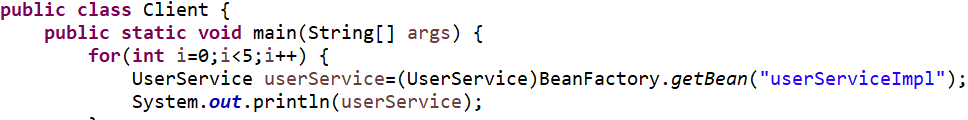 public class Client {
public static void main(String[] args) {
for(int i=0;i<5;i++) {
UserService userService=(UserService)BeanFactory.getBean("userServiceImpl");
System.out.println(userService);